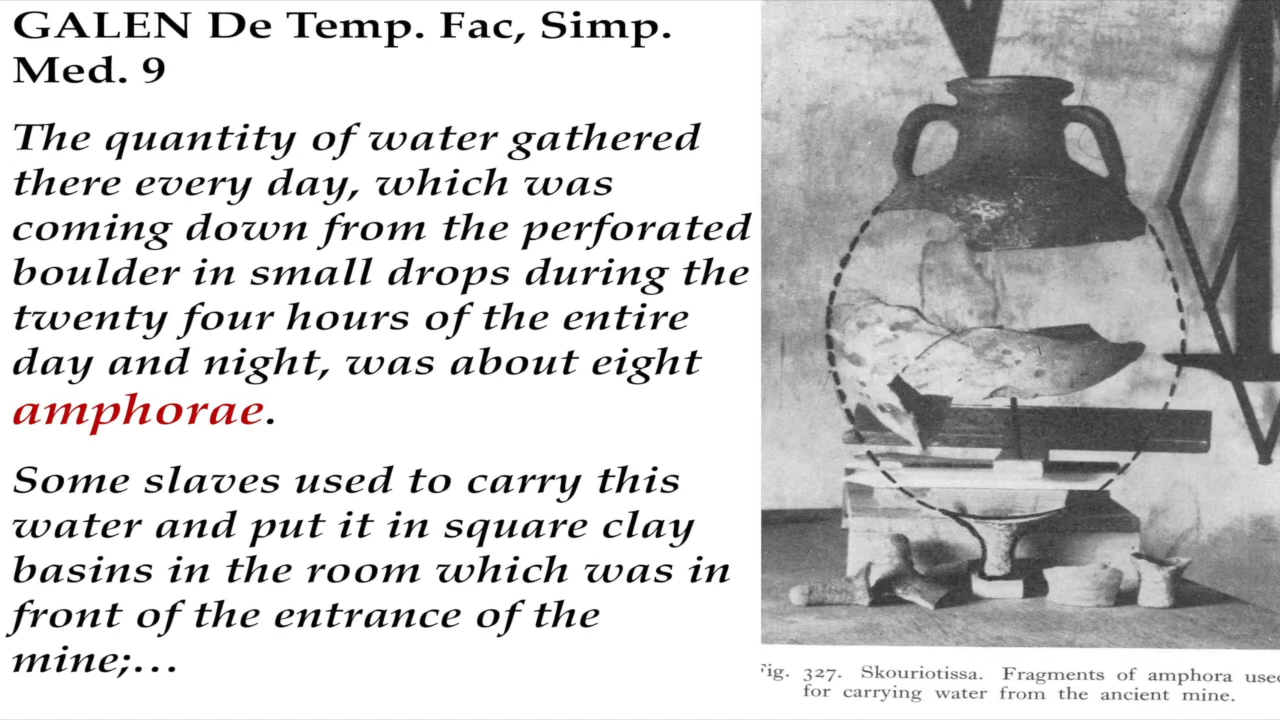 GALEN De Temp. Fac, Simp.
Med. 9
The quantity of water gathered
there every day, which was
coming down from the perforated
boulder in small drops during the
twenty four hours of the entire
day and night, was about eight
amphorae.
Some slaves used to carry this
water and put it in square clay
basins in the room which was in
front of the entrance of the
mine;...
Fig. 327. Skouriotissa. Fragments of amphora used
for carrying water from the ancient mine.